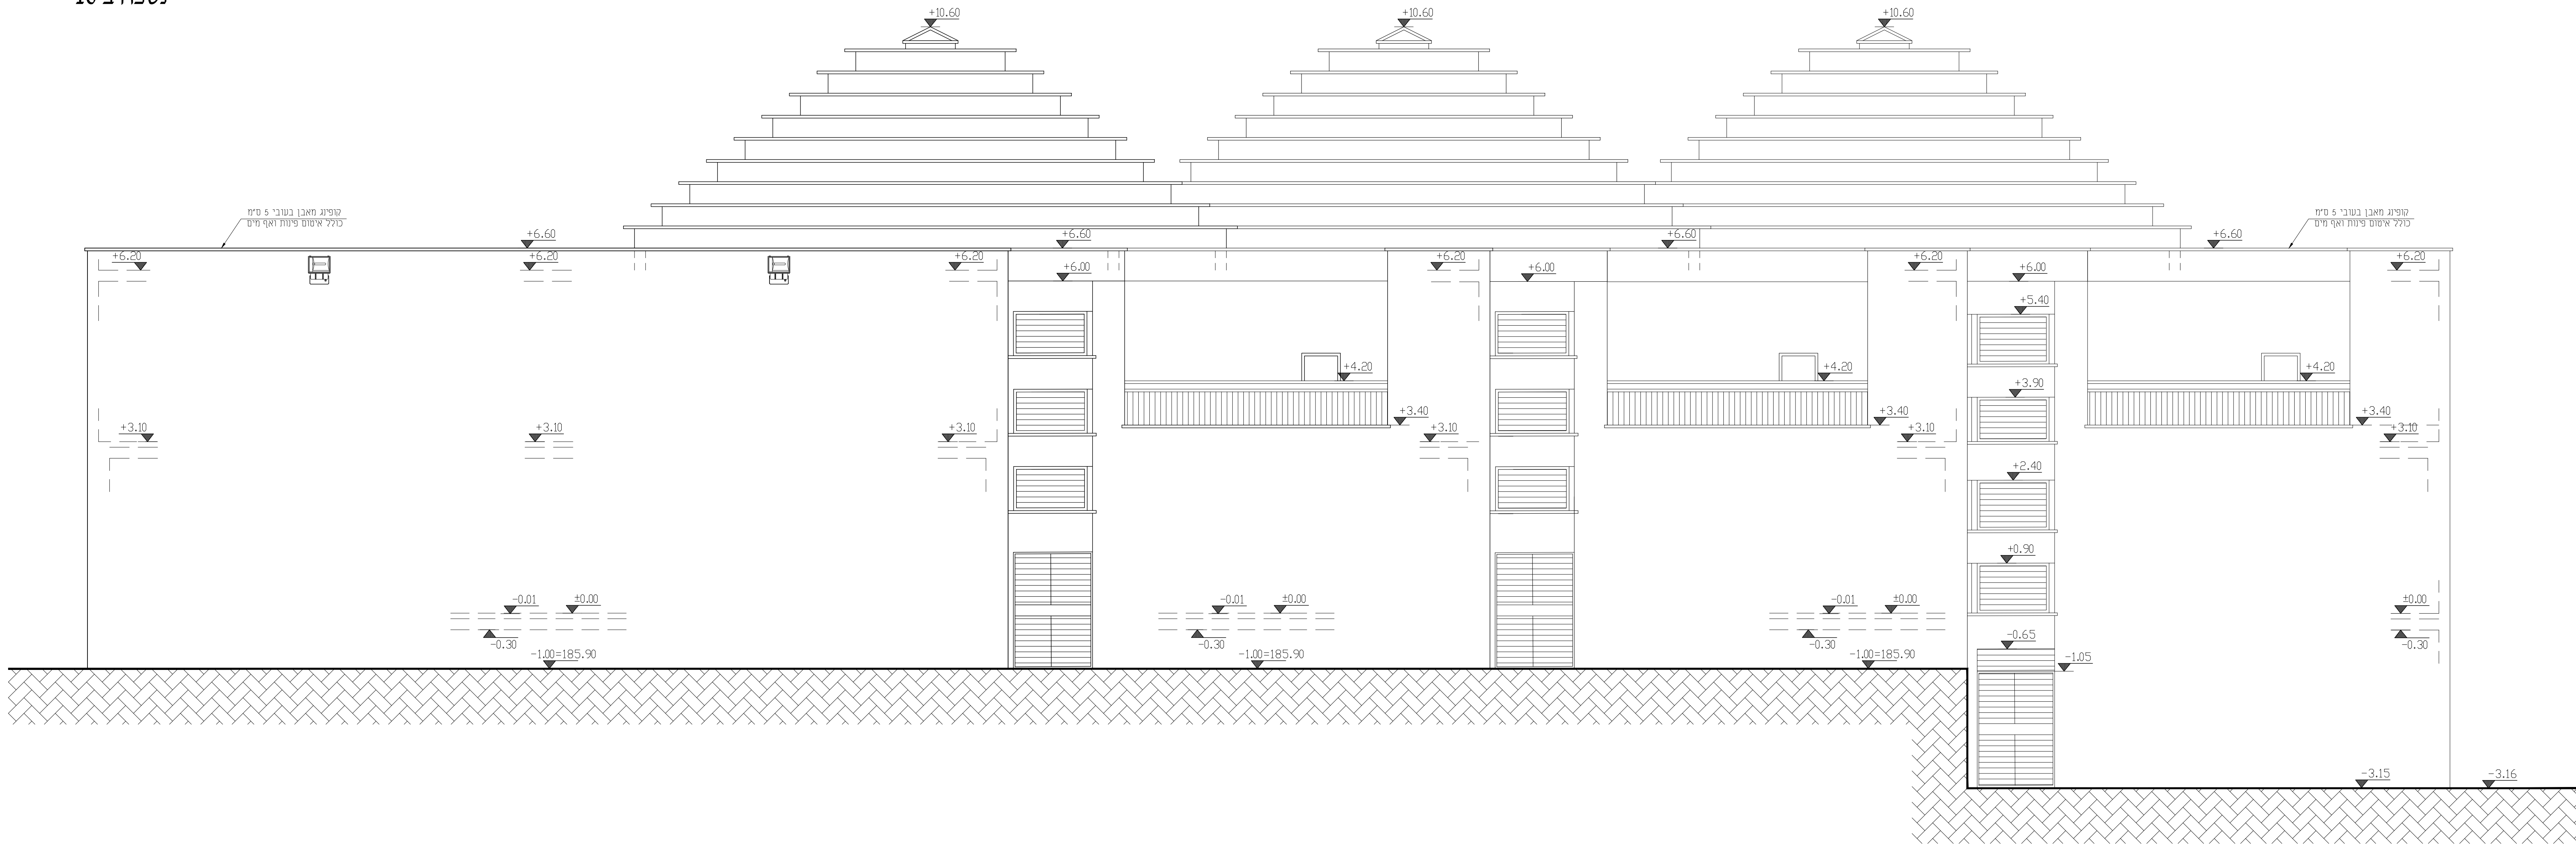 +10.60 +10.60 +10.60
קופינג מאבן בעובי 5 ס"מ
כולל איטום פינות ואף מים
קופינג מאבן בעובי 5 ס"מ
כולל איטום פינות ואף מים
+6.60 +6.60 +6.60 +6.60
+6.20 +6.20 +6.20 +6.20 +6.20 +6.20
+6.00 +6.00 +6.00
+5.40
+4.20 +4.20 +4.20
+3.90
+3.40 +3.40 +3.40
+3.10 +3.10 +3.10 +3.10 +3.10 +3.10
+2.40
+0.90
-0.01 ±0.00 -0.01 ±0.00 -0.01 ±0.00 ±0.00
-0.30 -0.30 -0.30 -0.30
-0.65
-1.00=185.90 -1.00=185.90 -1.00=185.90
-1.05
-3.15 -3.16